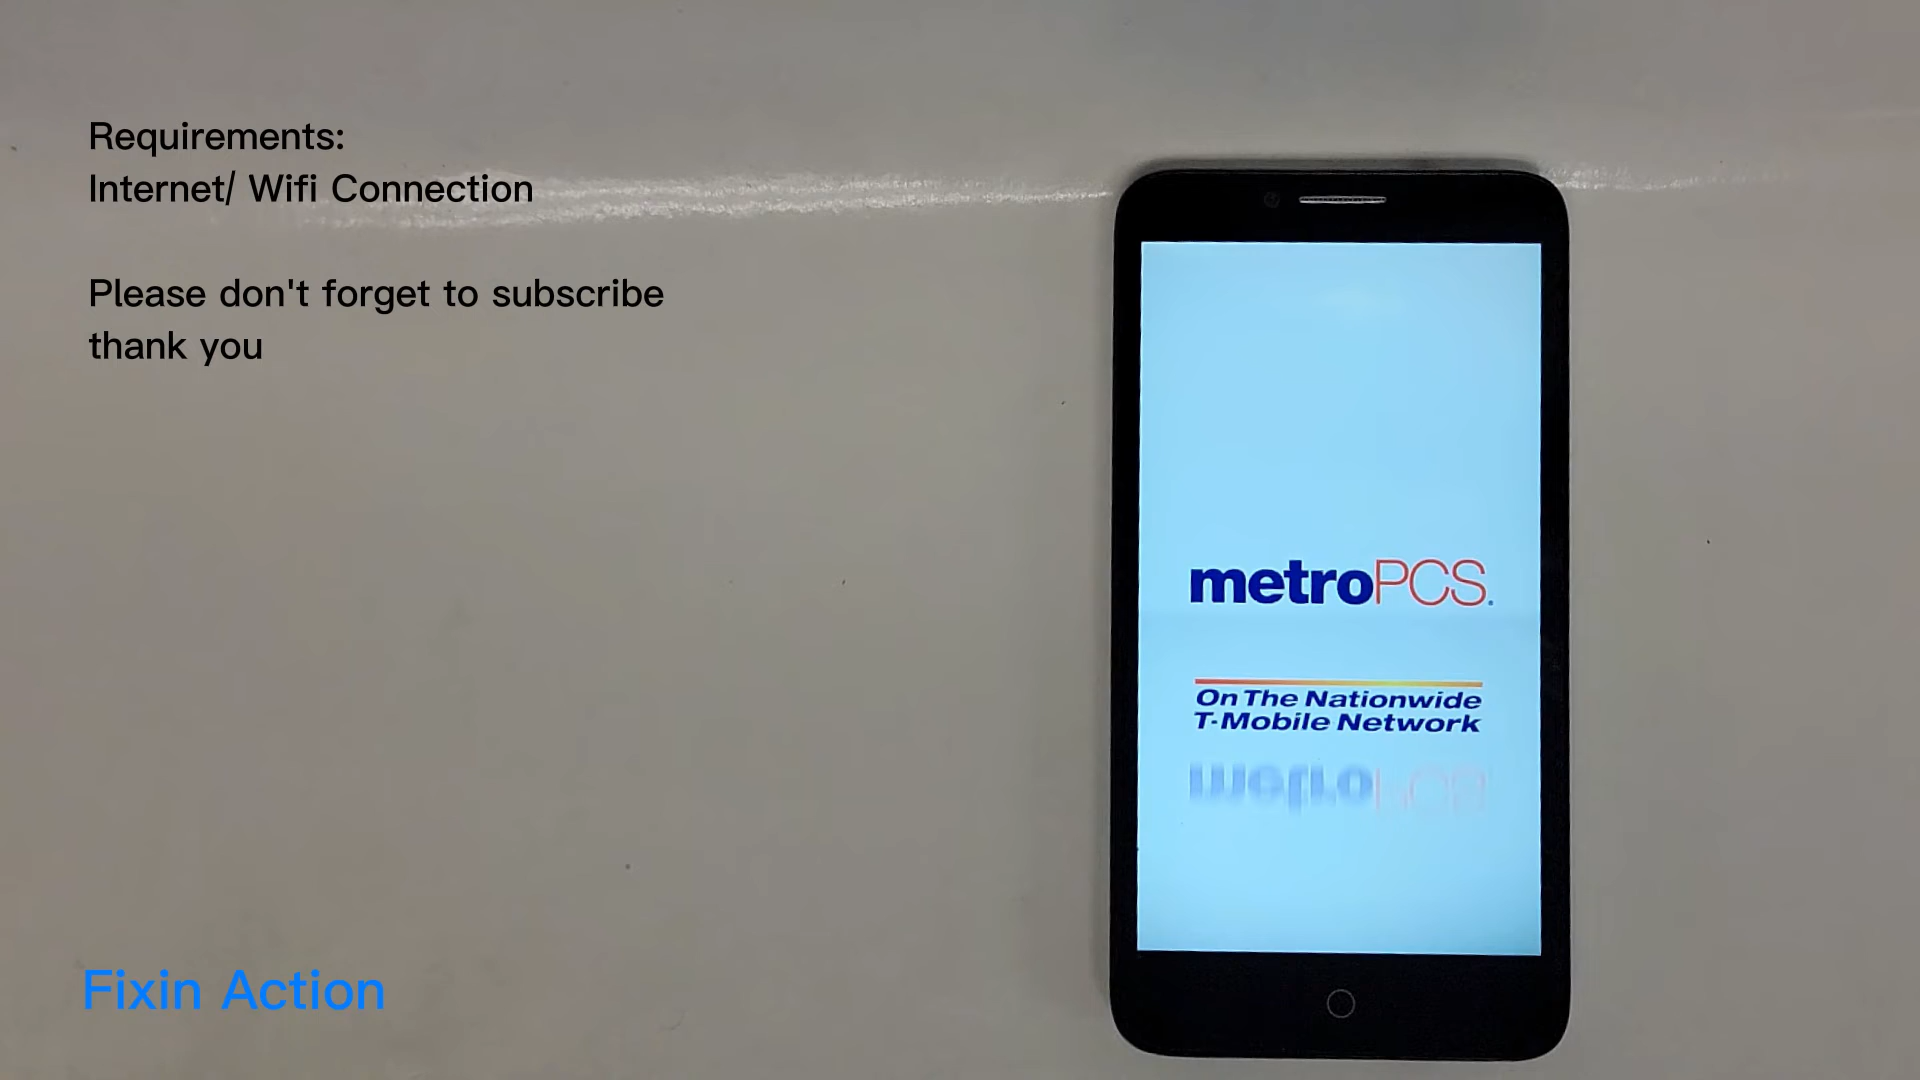 Requirements:
Internet/ Wifi Connection
Please don't forget to subscribe
thank you
metroPCS.
On The Nationwide
T-Mobile Network
Fixin Action